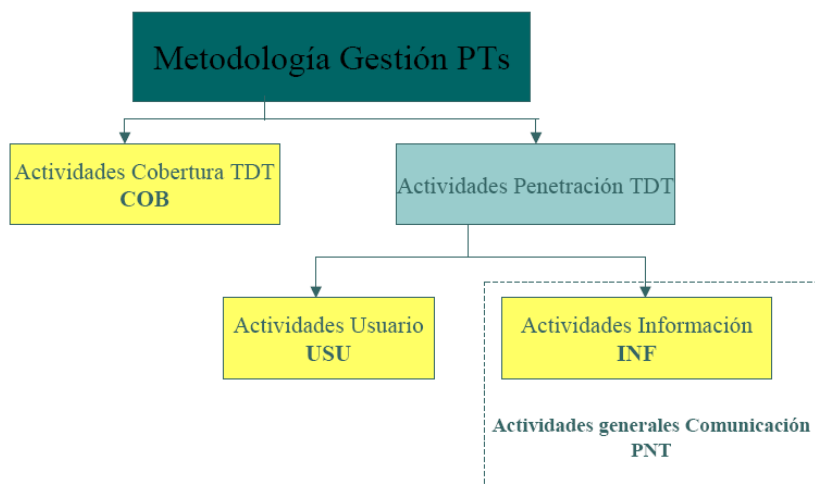 Metodología Gestión PTs
Actividades Cobertura TDT
COB
Actividades Penetración TDT
Actividades Usuario
USU
Actividades Información
INF
Actividades generales Comunicación
PNT